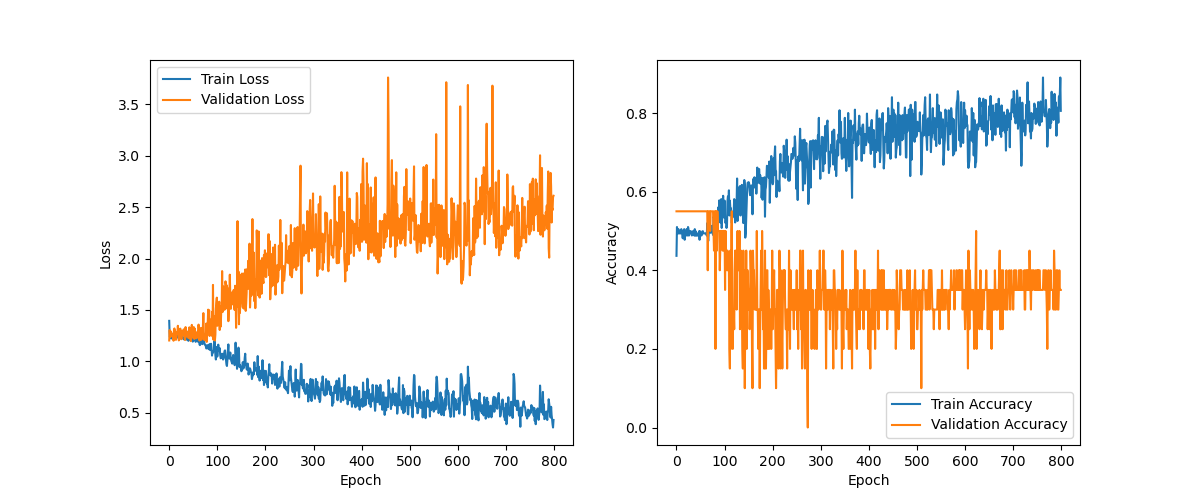 Train Loss
Validation Loss
3.5
3.0
2.5
2.0
1.5
1.0
0.5
Loss
0 100 200 300 400 500 600 700 800
Epoch
0.8
0.6
0.4
0.2
0.0
Accuracy
Train Accuracy
Validation Accuracy
0 100 200 300 400 500 600 700 800
Epoch